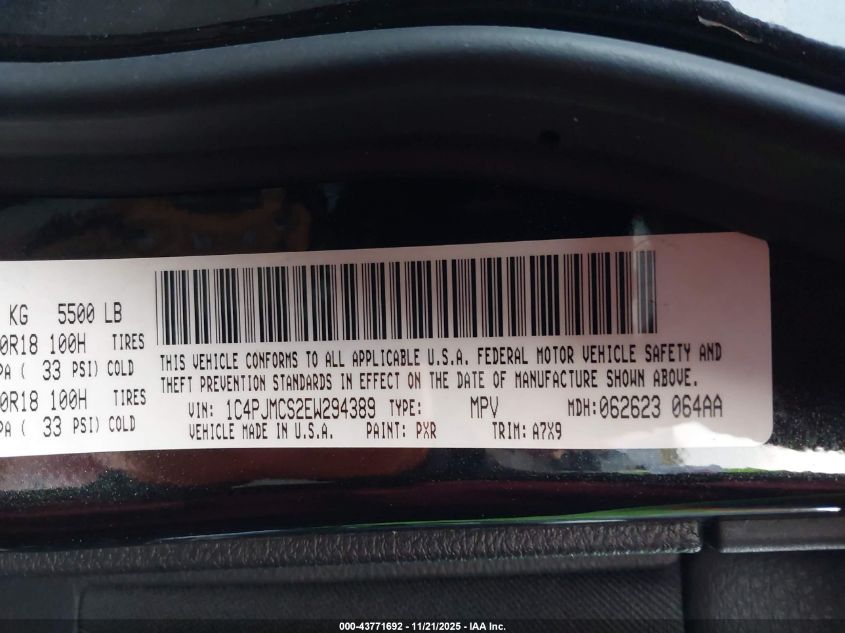 KG 5500 LB
0R18 100H TIRES
PA ( 33 PSI) COLD
0R18 100H TIRES
PA ( 33 PSI) COLD
THIS VEHICLE CONFORMS TO ALL APPLICABLE U.S.A. FEDERAL MOTOR VEHICLE SAFETY AND
THEFT PREVENTION STANDARDS IN EFFECT ON THE DATE OF MANUFACTURE SHOWN ABOVE.
VIN: 1C4PJMCS2EW294389 TYPE: MPV MDH: 062623 064AA
VEHICLE MADE IN U.S.A. PAINT: PXR TRIM: A7X9
000-43771692 - 11/21/2025 - IAA Inc.